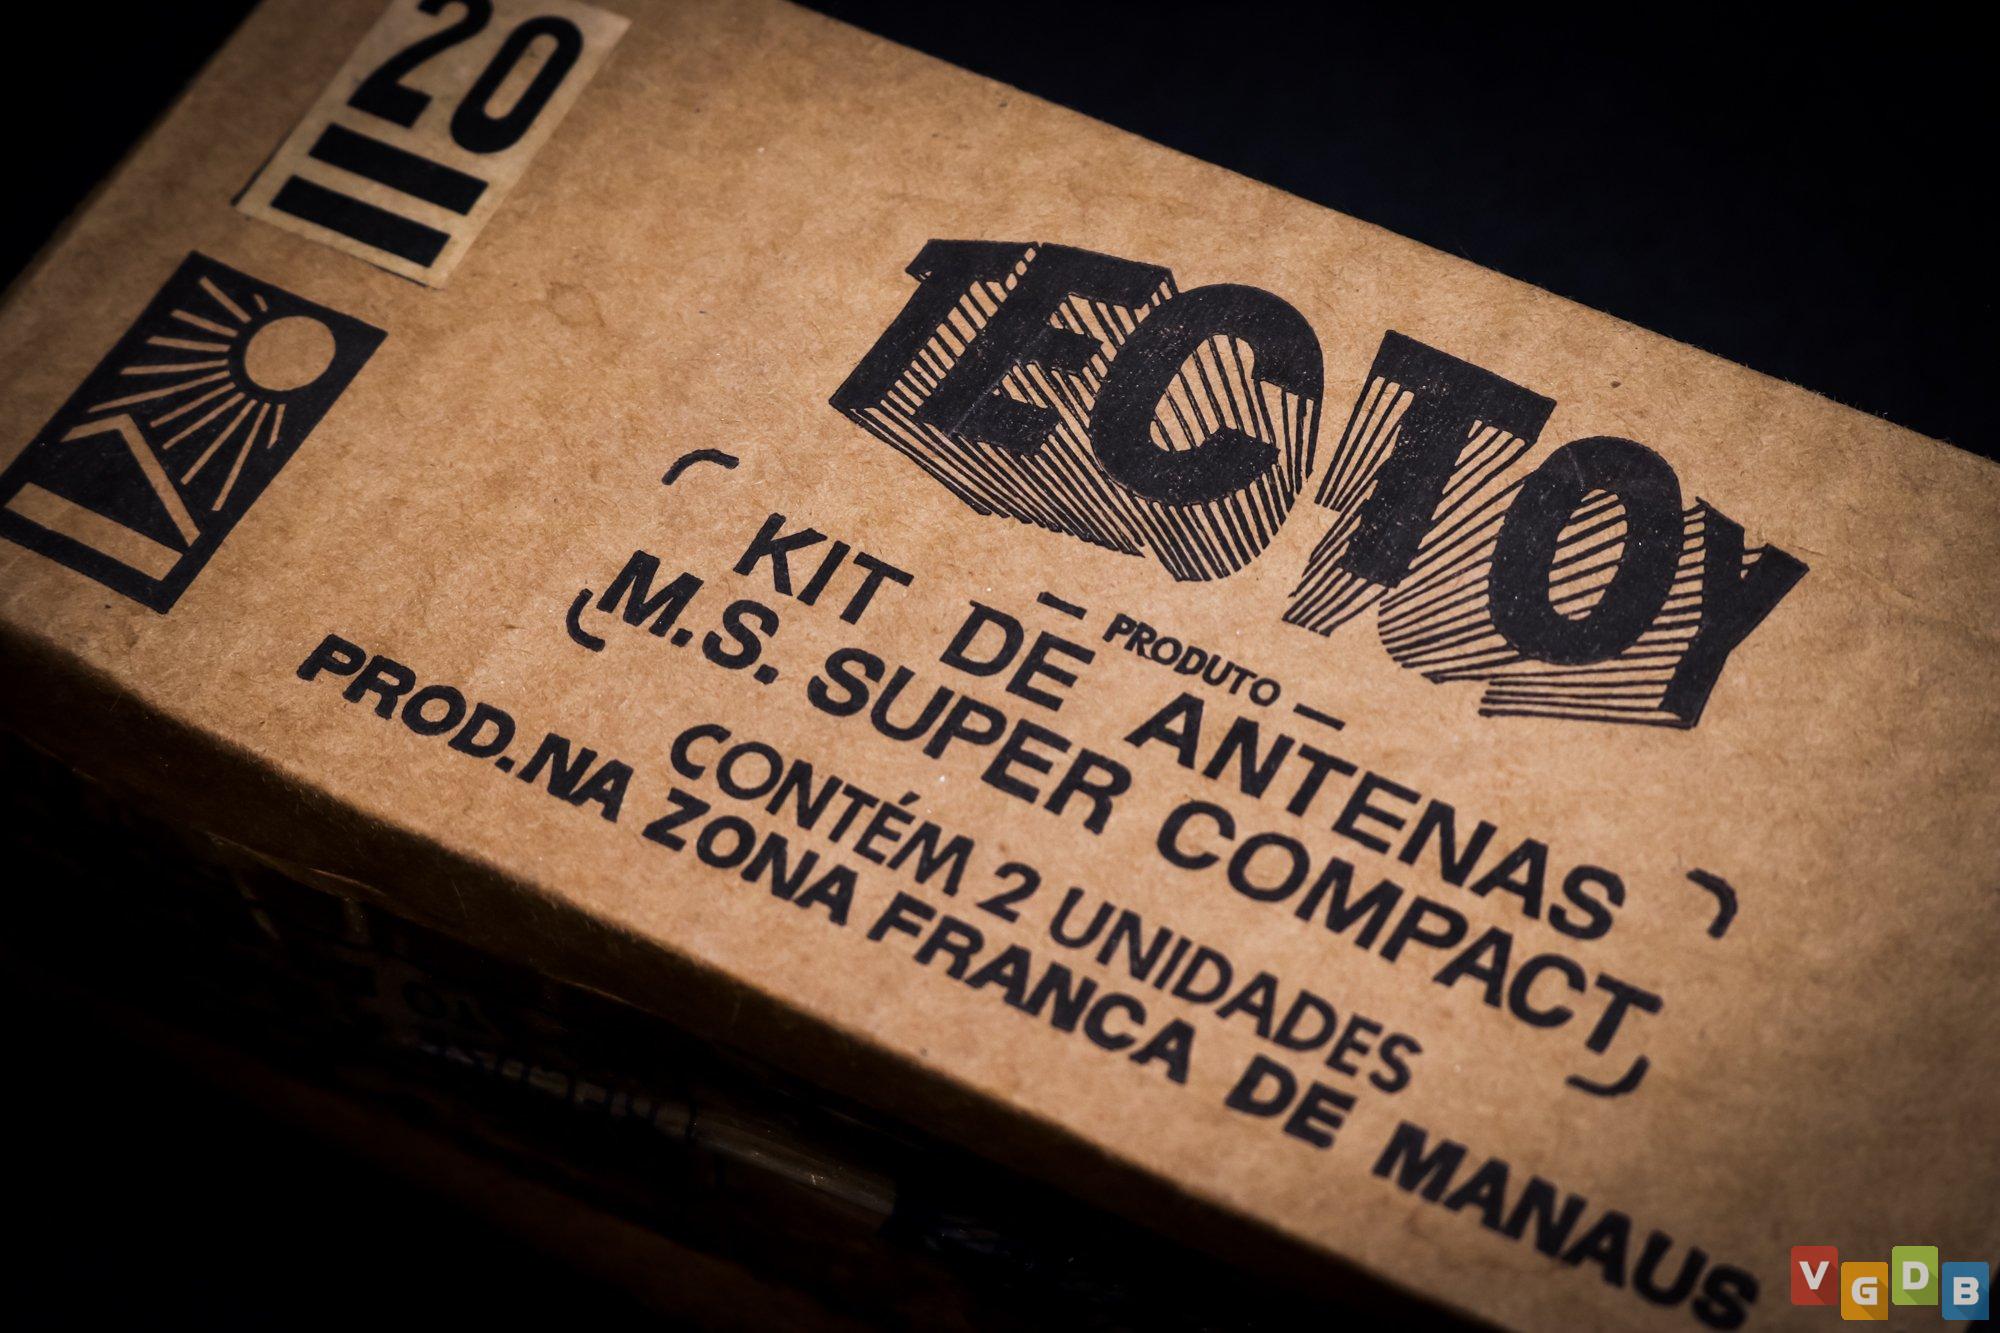 20
TECTOY
PRODUTO
KIT DE ANTENAS
M.S. SUPER COMPACT
CONTÉM 2 UNIDADES
PROD.NA ZONA FRANCA DE MANAUS
VGDB